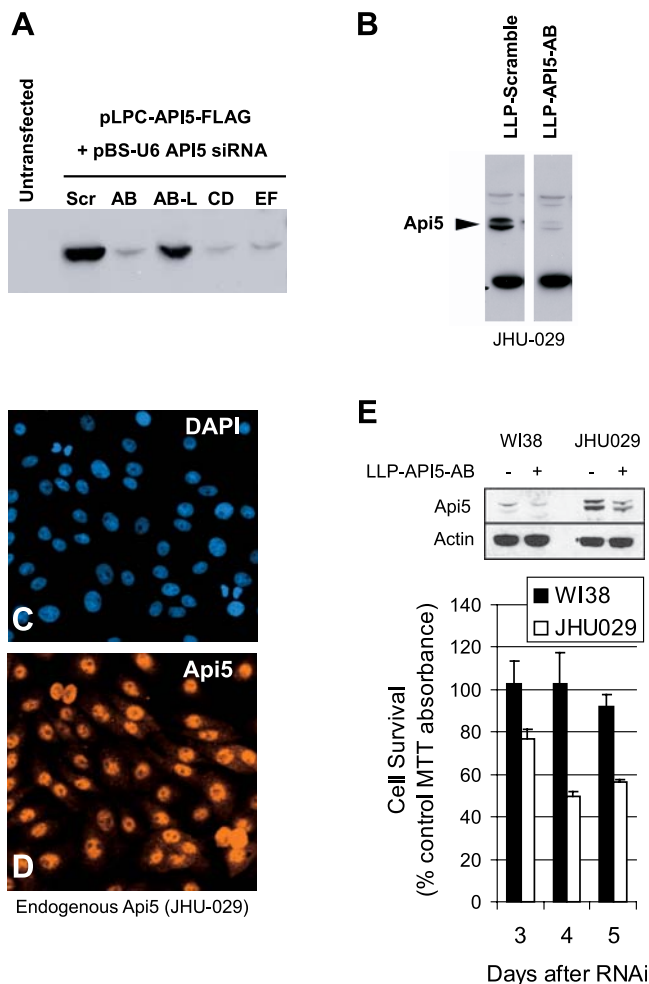 A
Untransfected
pLPC-API5-FLAG
+ pBS-U6 API5 siRNA
Scr AB AB-L CD EF
B
LLP-Scramble
LLP-API5-AB
Api5
JHU-029
DAPI
C
Api5
D
Endogenous Api5 (JHU-029)
E
WI38 JHU029
LLP-API5-AB - + - +
Api5
Actin
WI38
JHU029
Cell Survival
(% control MTT absorbance)
140
120
100
80
60
40
20
0
3 4 5
Days after RNAi